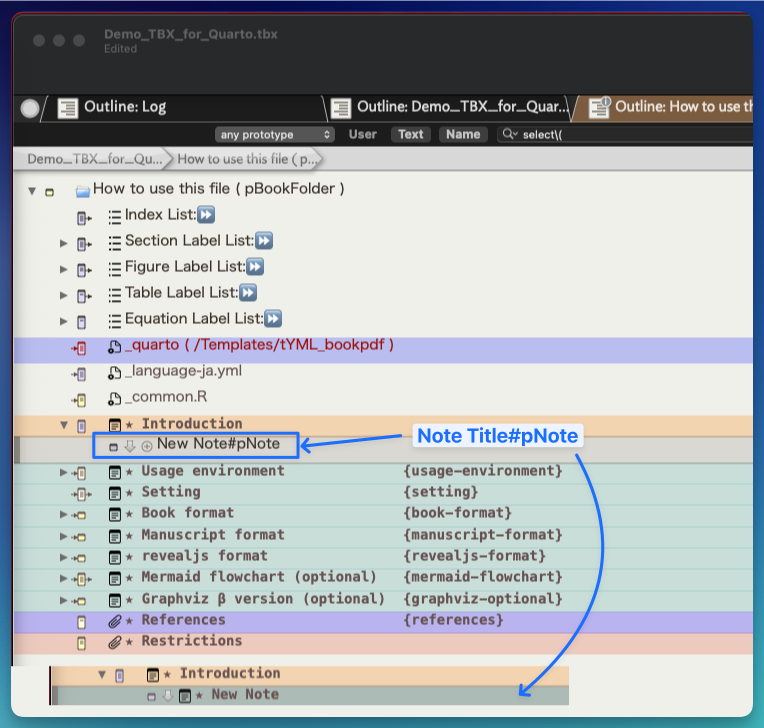 Demo_TBX_for_Quarto.tbx
Edited
Outline: Log
Outline: Demo_TBX_for_Quar...
Outline: How to use th
any prototype User Text Name select\(
Demo_TBX_for_Qu... How to use this file ( p...
How to use this file ( pBookFolder )
Index List:
Section Label List:
Figure Label List:
Table Label List:
Equation Label List:
_quarto ( /Templates/tYML_bookpdf )
_language-ja.yml
_common.R
Introduction
New Note#pNote
Note Title#pNote
Usage environment {usage-environment}
Setting {setting}
Book format {book-format}
Manuscript format {manuscript-format}
revealjs format {revealjs-format}
Mermaid flowchart (optional) {mermaid-flowchart}
Graphviz β version (optional) {graphviz-optional}
References {references}
Restrictions
Introduction
New Note